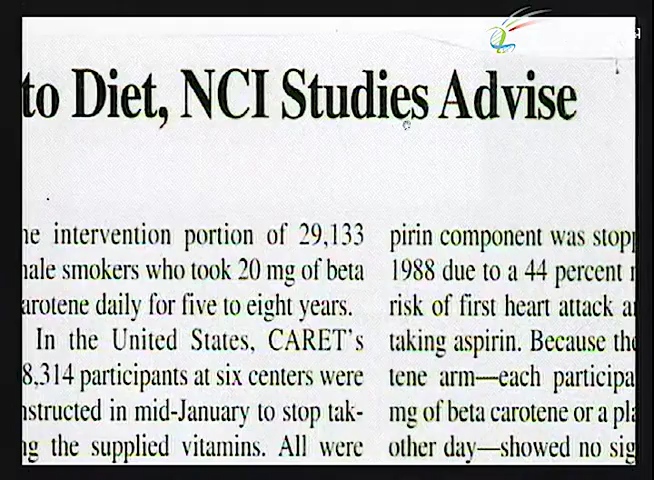 to Diet, NCI Studies Advise
he intervention portion of 29,133
male smokers who took 20 mg of beta
arotene daily for five to eight years.
In the United States, CARET's
8,314 participants at six centers were
nstructed in mid-January to stop tak-
ng the supplied vitamins. All were
pirin component was stopp
1988 due to a 44 percent r
risk of first heart attack a
taking aspirin. Because the
tene arm—each participa
mg of beta carotene or a pla
other day—showed no sig